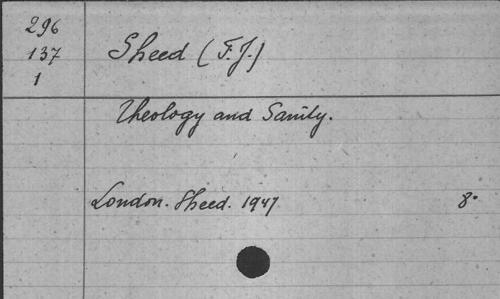 296
137
1
Sheed (F.J.)
Theology and Sanity.
London. Sheed. 1947
8°